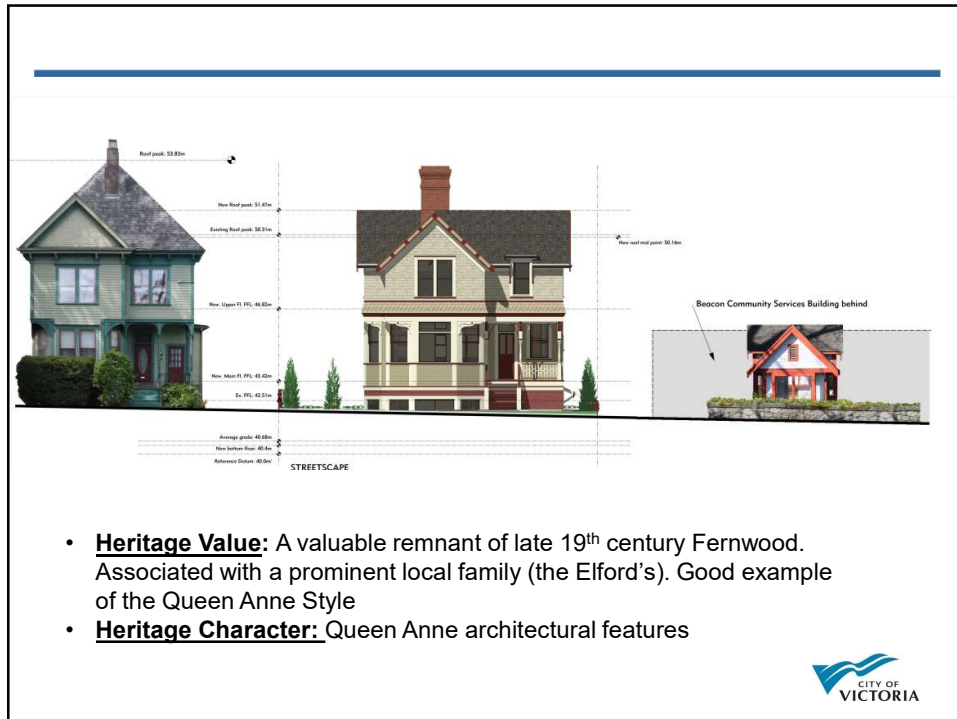 Roof peak: 53.83m
New Roof peak: 51.47m
Existing Roof peak: 50.51m
New roof mid point: 50.16m
New. Upper Fl. FFL: 46.82m
Beacon Community Services Building behind
New. Main Fl. FFL: 43.42m
Ex. FFL: 42.51m
Average grade: 40.68m
New bottom floor: 40.4m
Reference Datum: 40.0m
STREETSCAPE
• Heritage Value: A valuable remnant of late 19th century Fernwood.
Associated with a prominent local family (the Elford's). Good example
of the Queen Anne Style
• Heritage Character: Queen Anne architectural features
CITY OF
VICTORIA